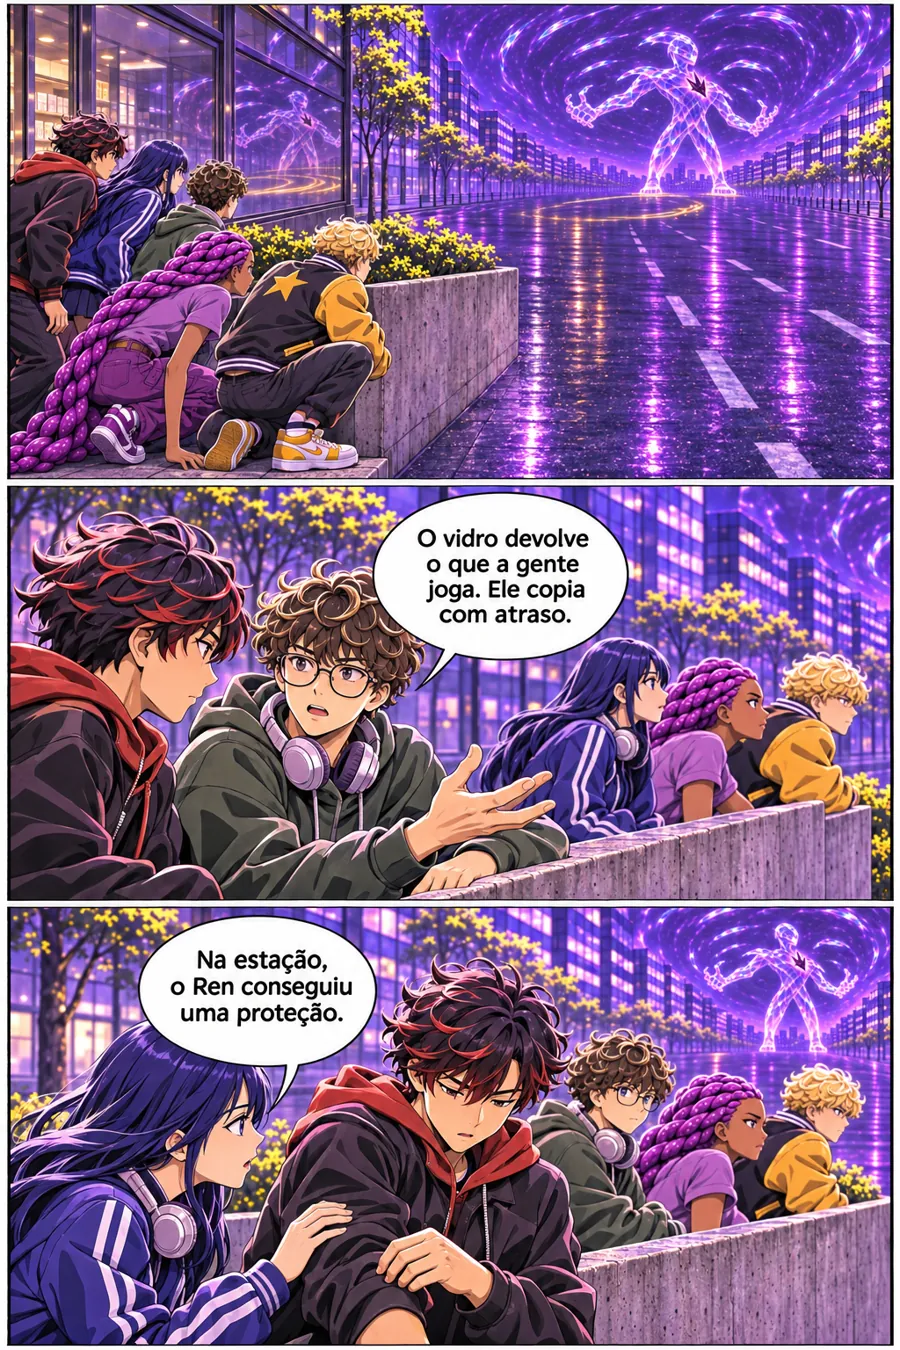 O vidro devolve
o que a gente
joga. Ele copia
com atraso.
Na estação,
o Ren conseguiu
uma proteção.